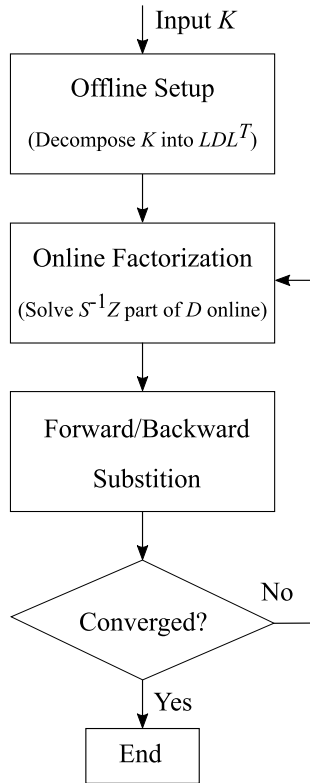 Input K
Offline Setup
(Decompose K into LDL^T)
Online Factorization
(Solve S^-1Z part of D online)
Forward/Backward
Substition
Converged?
No
Yes
End